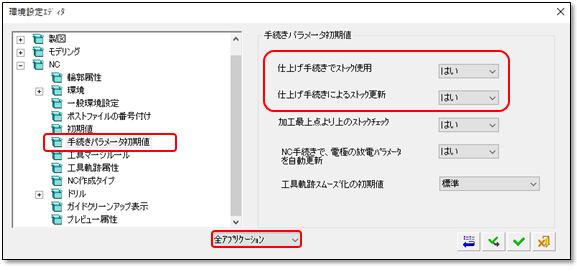 環境設定エディタ
製図
モデリング
NC
輪郭属性
環境
一般環境設定
ポストファイルの番号付け
初期値
手続きパラメータ初期値
工具マージルール
工具軌跡属性
NC作成タイプ
ドリル
ガイドクリーンアップ表示
プレビュー属性
全アプリケーション
手続きパラメータ初期値
仕上げ手続きでストック使用 はい
仕上げ手続きによるストック更新 はい
加工最上点より上のストックチェック はい
NC手続きで、電極の放電パラメータ はい
を自動更新
工具軌跡スムーズ化の初期値 標準